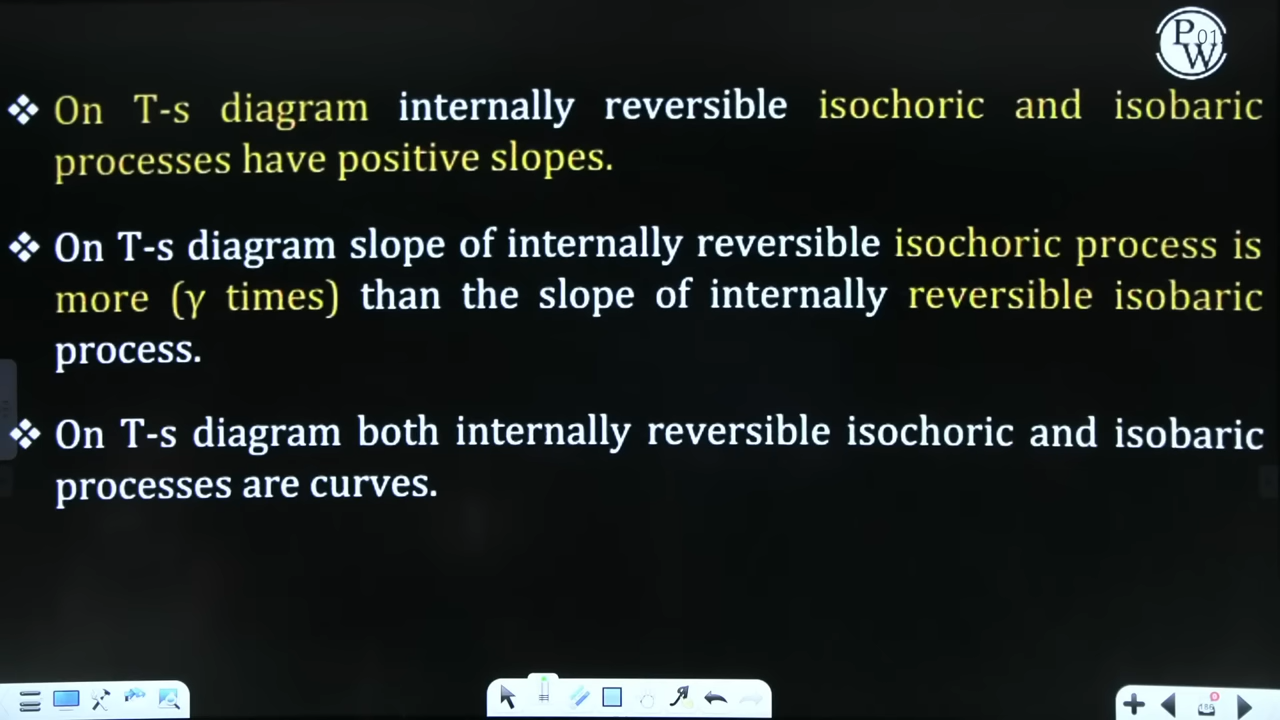 P 01
W
❖ On T-s diagram internally reversible isochoric and isobaric
processes have positive slopes.
❖ On T-s diagram slope of internally reversible isochoric process is
more (γ times) than the slope of internally reversible isobaric
process.
❖ On T-s diagram both internally reversible isochoric and isobaric
processes are curves.